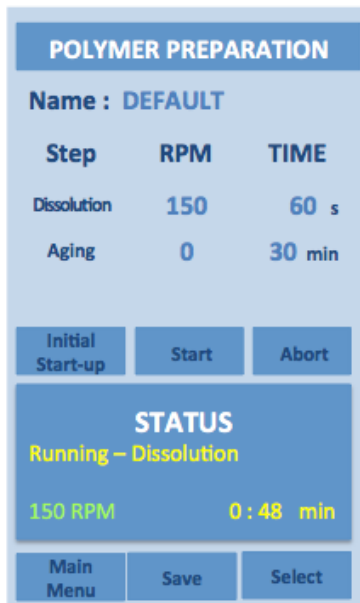 POLYMER PREPARATION
Name : DEFAULT
Step RPM TIME
Dissolution 150 60 s
Aging 0 30 min
Initial Start-up Start Abort
STATUS
Running – Dissolution
150 RPM 0 : 48 min
Main Menu Save Select